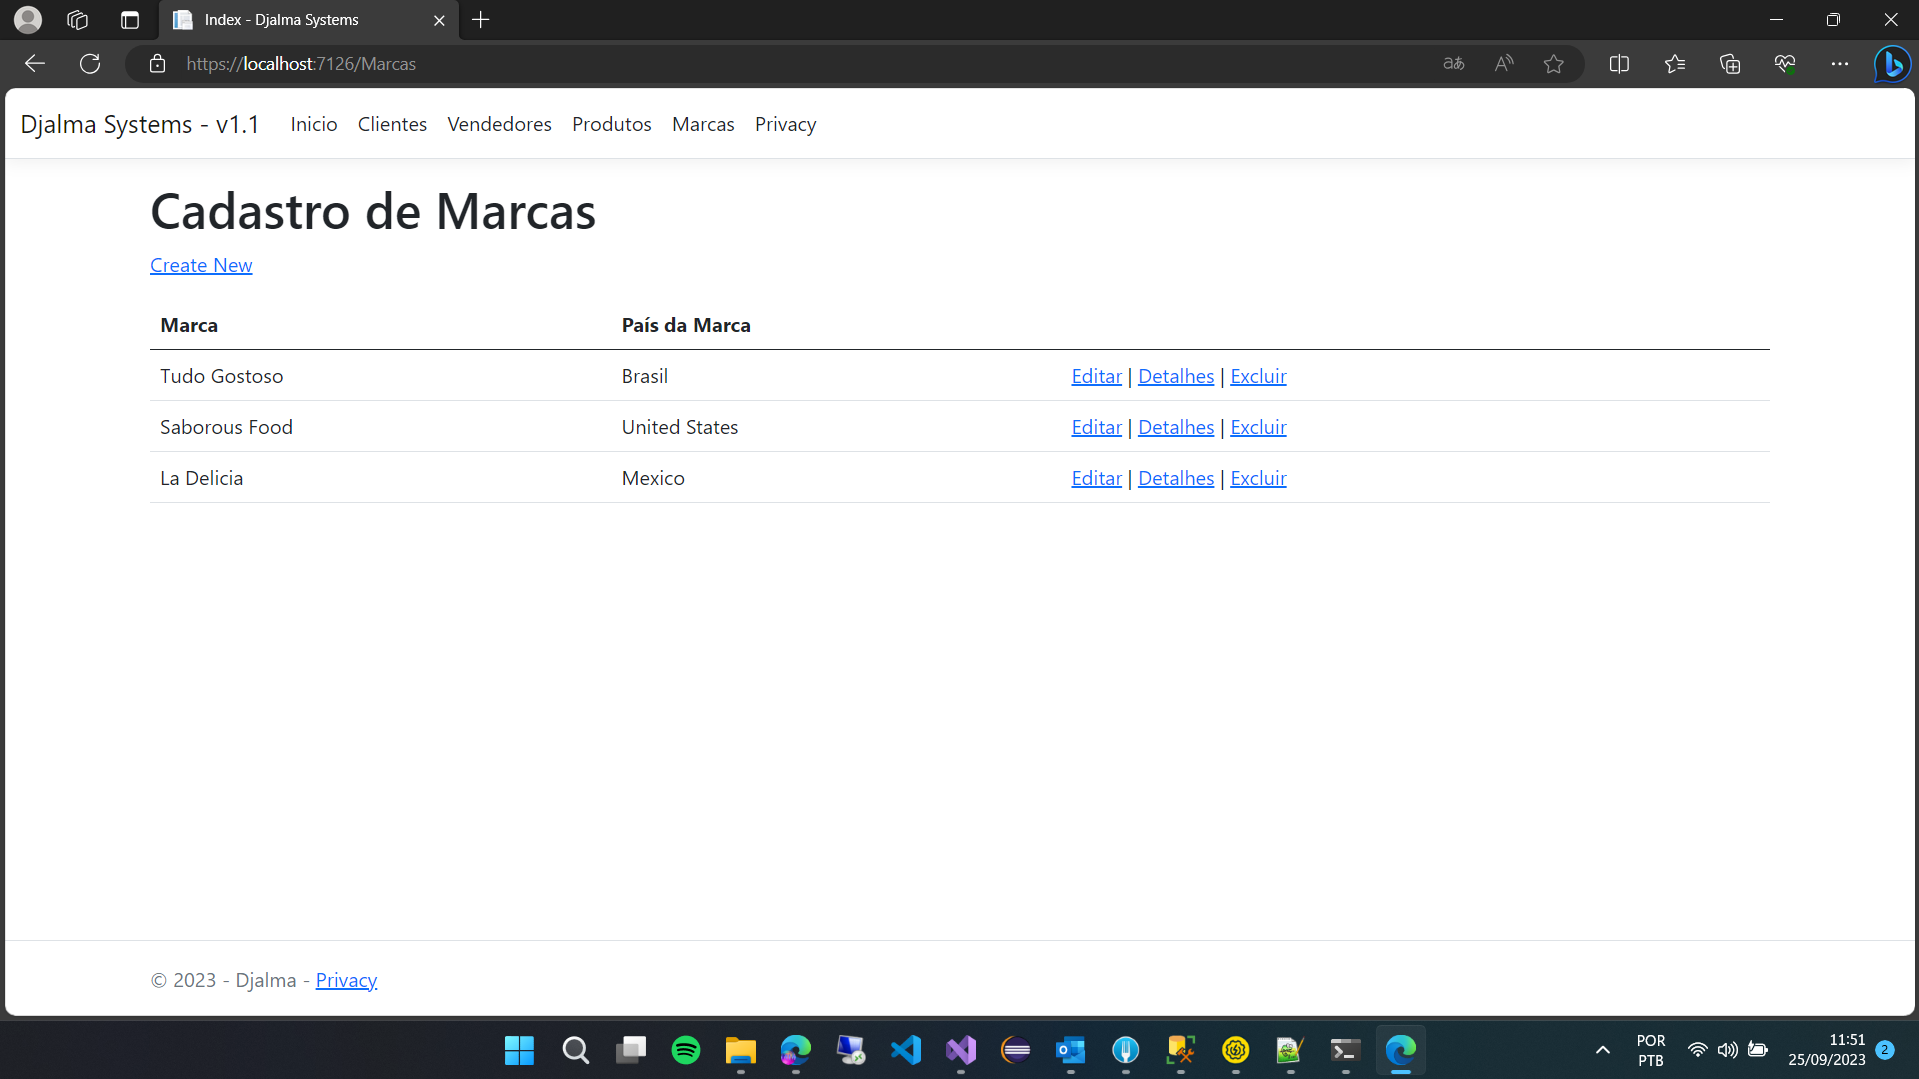 Index - Djalma Systems
https://localhost:7126/Marcas
Djalma Systems - v1.1 Inicio Clientes Vendedores Produtos Marcas Privacy
Cadastro de Marcas
Create New
Marca País da Marca
Tudo Gostoso Brasil Editar | Detalhes | Excluir
Saborous Food United States Editar | Detalhes | Excluir
La Delicia Mexico Editar | Detalhes | Excluir
© 2023 - Djalma - Privacy
POR 11:51
PTB 25/09/2023 2